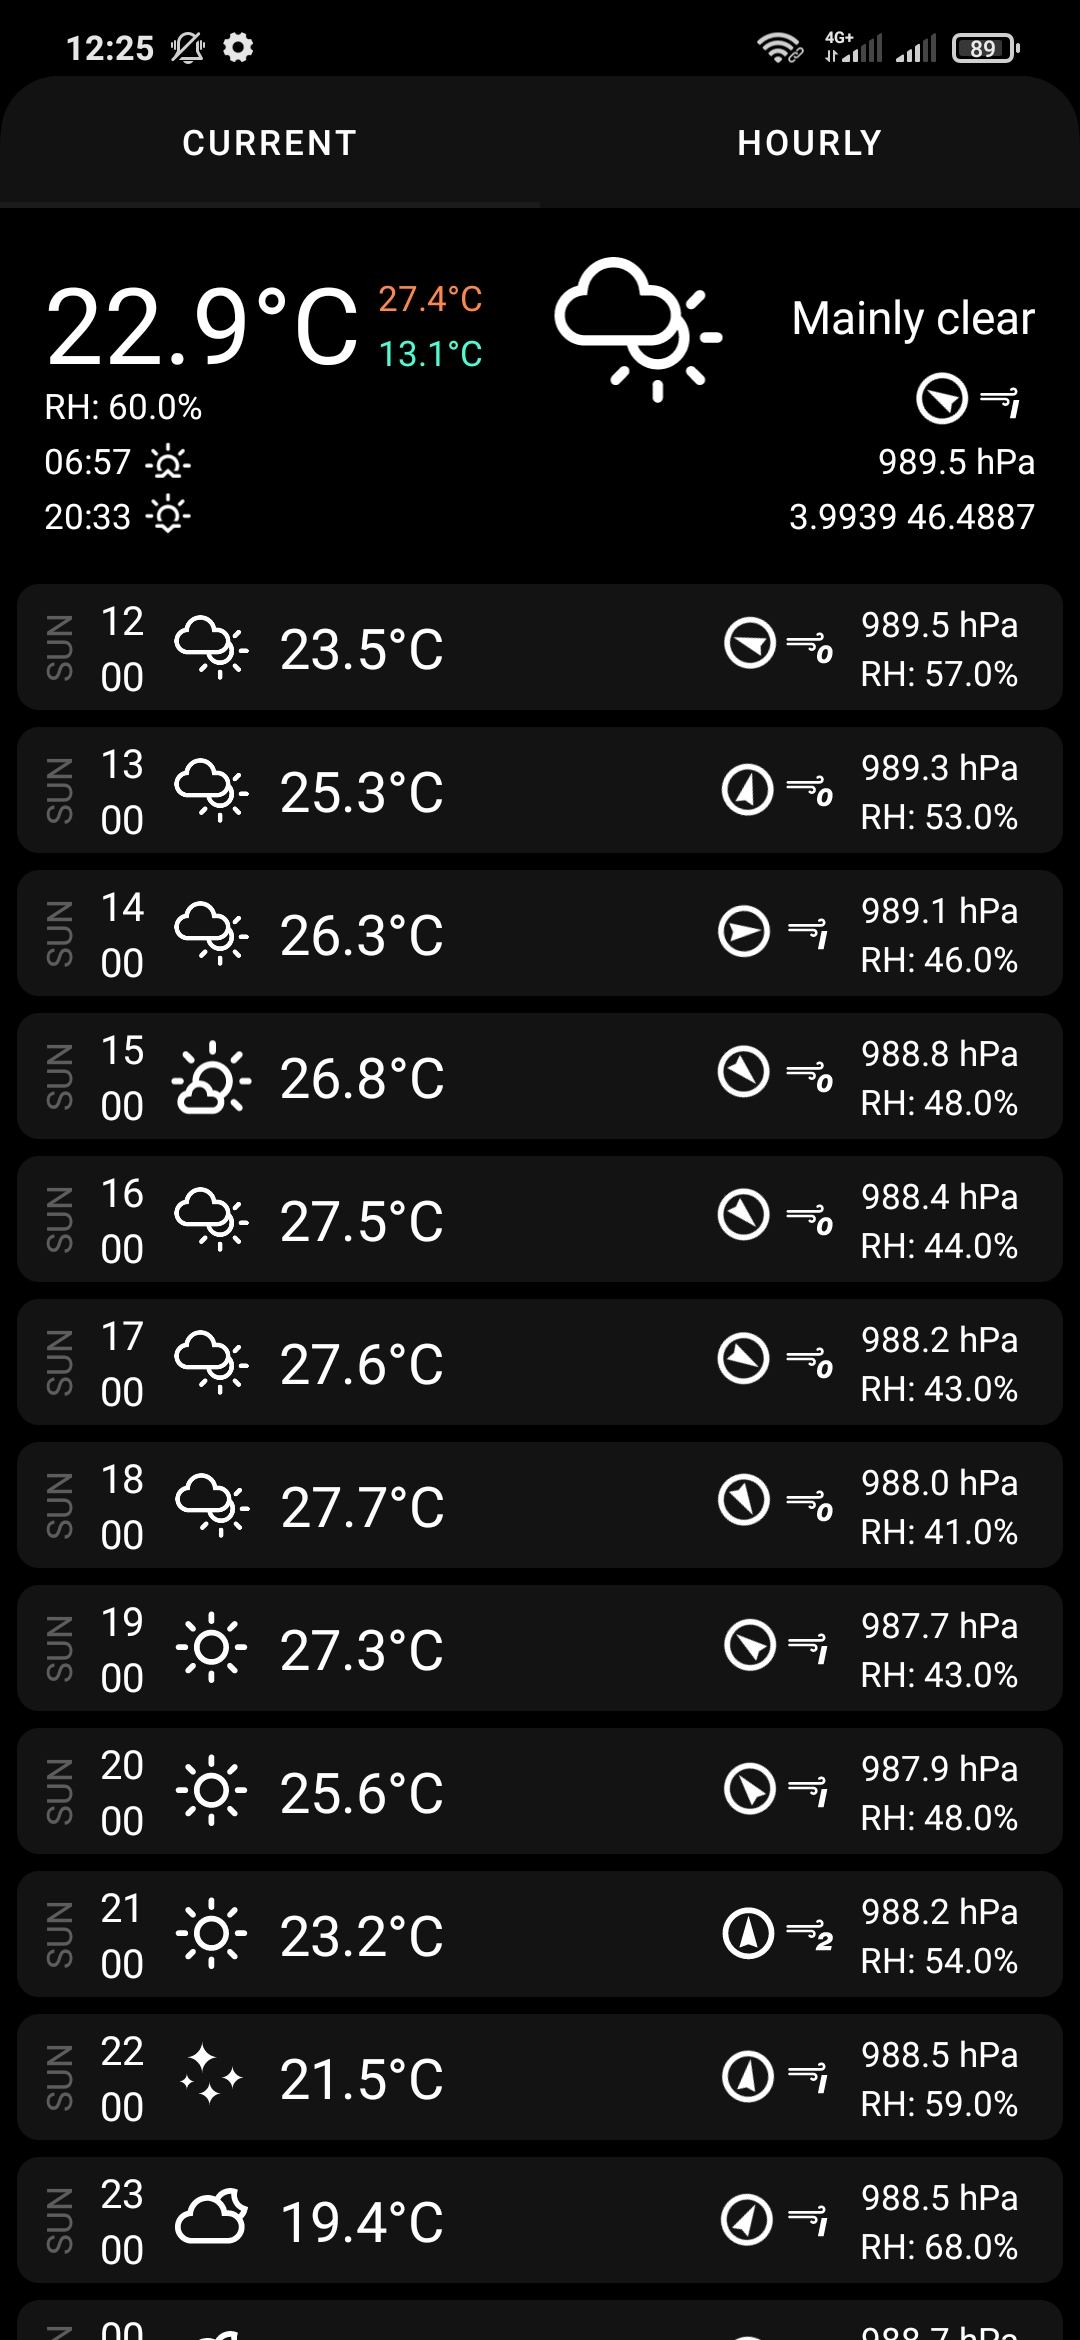 12:25 4G+ 89
CURRENT HOURLY
22.9°C 27.4°C
13.1°C
Mainly clear
RH: 60.0% 1
06:57 989.5 hPa
20:33 3.9939 46.4887
SUN 12 00 23.5°C 0 989.5 hPa
RH: 57.0%
SUN 13 00 25.3°C 0 989.3 hPa
RH: 53.0%
SUN 14 00 26.3°C 1 989.1 hPa
RH: 46.0%
SUN 15 00 26.8°C 0 988.8 hPa
RH: 48.0%
SUN 16 00 27.5°C 0 988.4 hPa
RH: 44.0%
SUN 17 00 27.6°C 0 988.2 hPa
RH: 43.0%
SUN 18 00 27.7°C 0 988.0 hPa
RH: 41.0%
SUN 19 00 27.3°C 1 987.7 hPa
RH: 43.0%
SUN 20 00 25.6°C 1 987.9 hPa
RH: 48.0%
SUN 21 00 23.2°C 2 988.2 hPa
RH: 54.0%
SUN 22 00 21.5°C 1 988.5 hPa
RH: 59.0%
SUN 23 00 19.4°C 1 988.5 hPa
RH: 68.0%
00 988.7 hPa